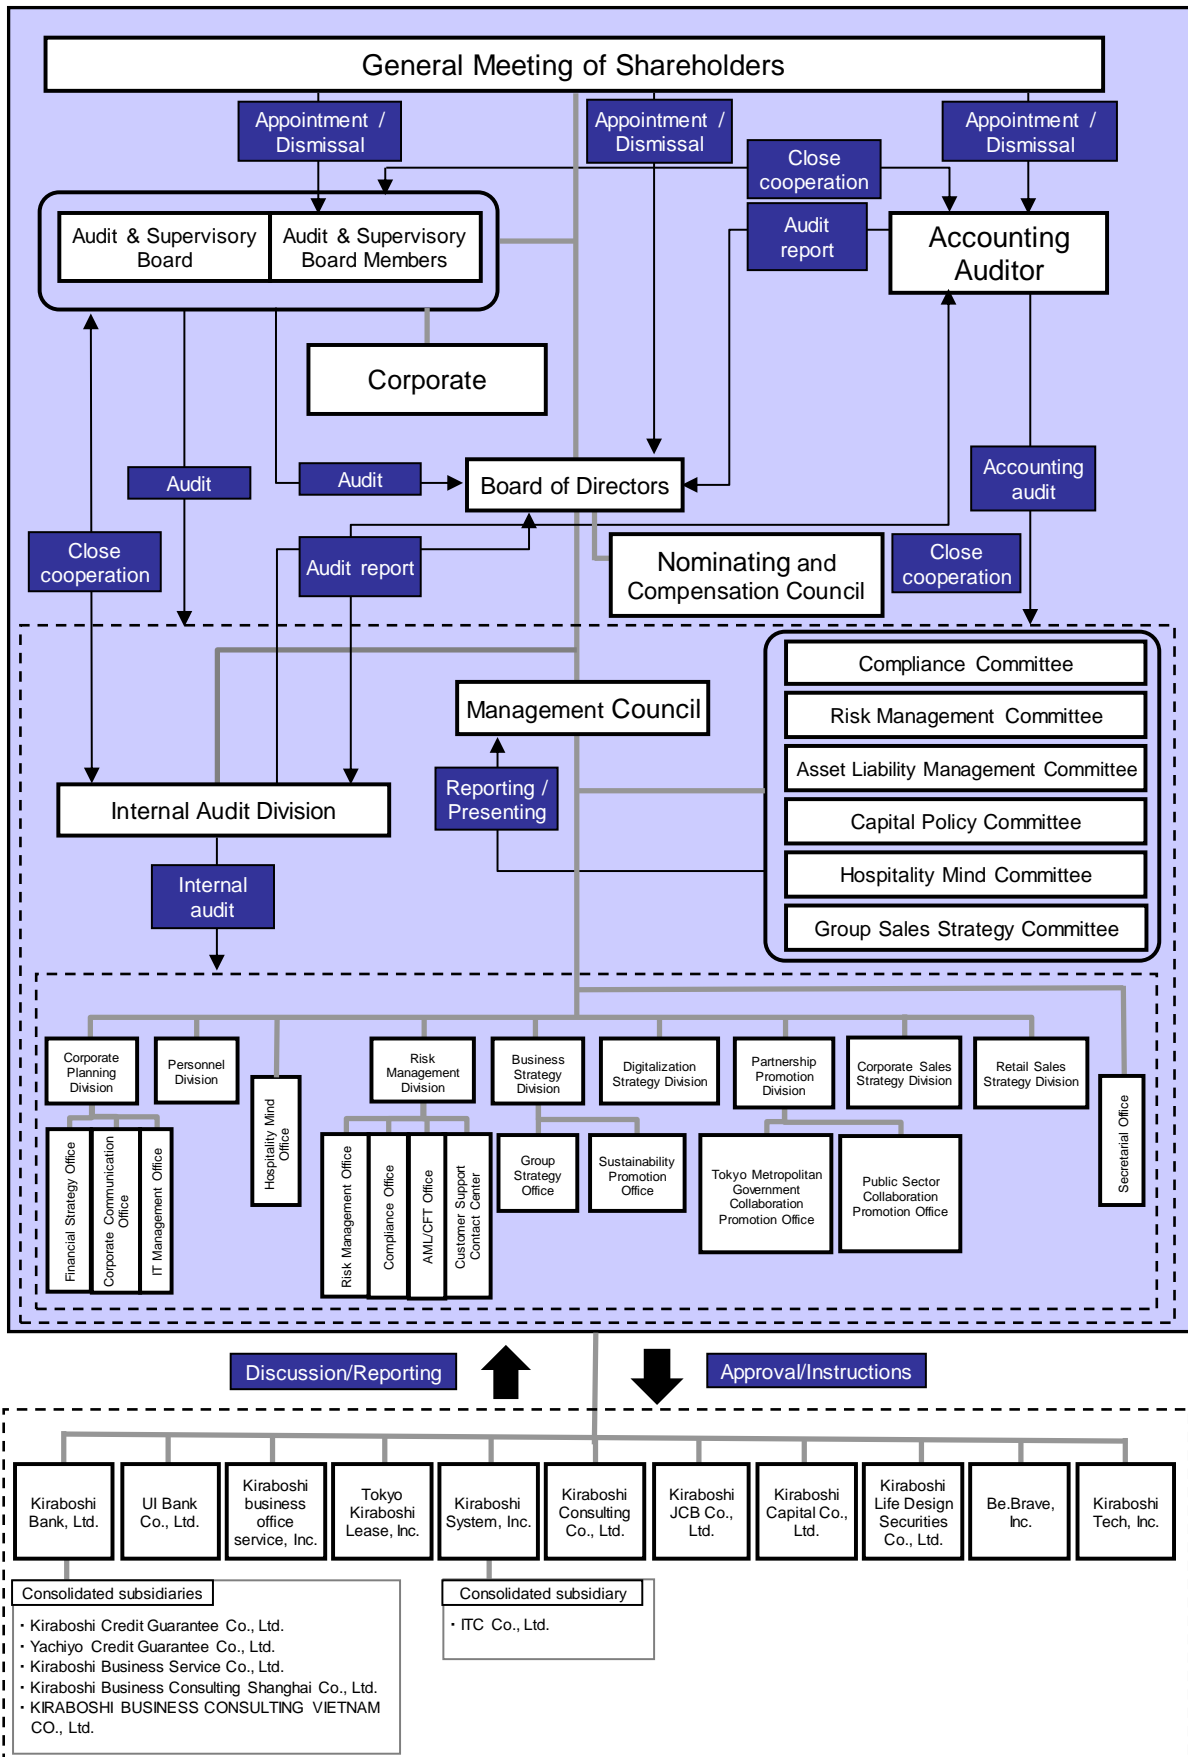 General Meeting of Shareholders
Appointment /
Dismissal
Appointment /
Dismissal
Appointment /
Dismissal
Close
cooperation
Audit & Supervisory
Board
Audit & Supervisory
Board Members
Audit
report
Accounting
Auditor
Corporate
Audit
Audit
Board of Directors
Accounting
audit
Close
cooperation
Audit report
Nominating and
Compensation Council
Close
cooperation
Compliance Committee
Risk Management Committee
Asset Liability Management Committee
Capital Policy Committee
Hospitality Mind Committee
Group Sales Strategy Committee
Management Council
Reporting /
Presenting
Internal Audit Division
Internal
audit
Corporate
Planning
Division
Personnel
Division
Hospitality Mind
Office
Risk
Management
Division
Business
Strategy
Division
Digitalization
Strategy Division
Partnership
Promotion
Division
Corporate Sales
Strategy Division
Retail Sales
Strategy Division
Secretarial Office
Financial Strategy Office
Corporate Communication
Office
IT Management Office
Risk Management Office
Compliance Office
AML/CFT Office
Customer Support
Contact Center
Group
Strategy
Office
Sustainability
Promotion
Office
Tokyo Metropolitan
Government
Collaboration
Promotion Office
Public Sector
Collaboration
Promotion Office
Discussion/Reporting
Approval/Instructions
Kiraboshi
Bank, Ltd.
UI Bank
Co., Ltd.
Kiraboshi
business
office
service, Inc.
Tokyo
Kiraboshi
Lease, Inc.
Kiraboshi
System, Inc.
Kiraboshi
Consulting
Co., Ltd.
Kiraboshi
JCB Co.,
Ltd.
Kiraboshi
Capital Co.,
Ltd.
Kiraboshi
Life Design
Securities
Co., Ltd.
Be.Brave,
Inc.
Kiraboshi
Tech, Inc.
Consolidated subsidiaries
・Kiraboshi Credit Guarantee Co., Ltd.
・Yachiyo Credit Guarantee Co., Ltd.
・Kiraboshi Business Service Co., Ltd.
・Kiraboshi Business Consulting Shanghai Co., Ltd.
・KIRABOSHI BUSINESS CONSULTING VIETNAM
CO., Ltd.
Consolidated subsidiary
・ITC Co., Ltd.